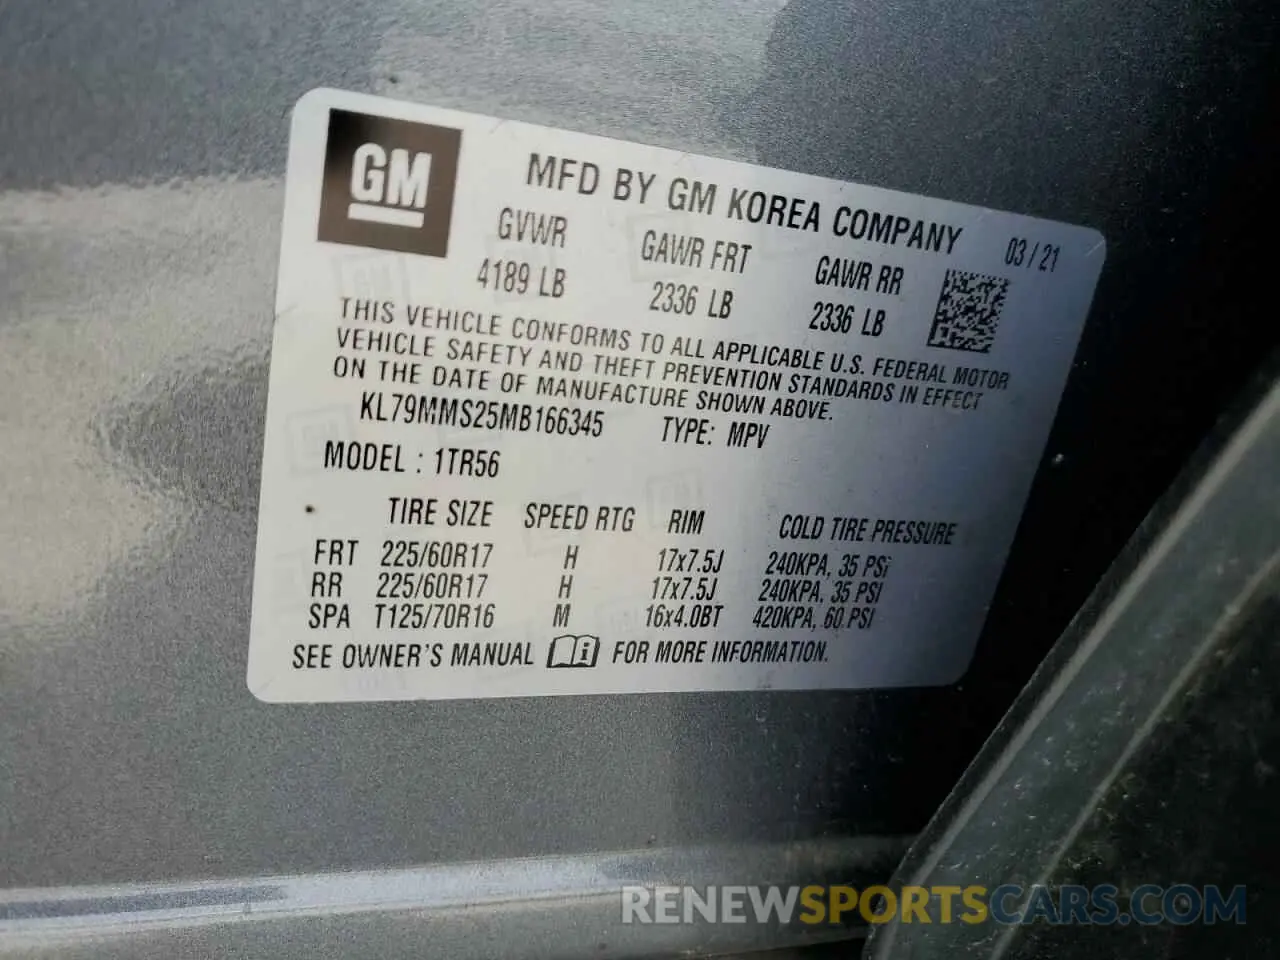 GM
MFD BY GM KOREA COMPANY 03/21
GVWR GAWR FRT GAWR RR
4189 LB 2336 LB 2336 LB
THIS VEHICLE CONFORMS TO ALL APPLICABLE U.S. FEDERAL MOTOR
VEHICLE SAFETY AND THEFT PREVENTION STANDARDS IN EFFECT
ON THE DATE OF MANUFACTURE SHOWN ABOVE.
KL79MMS25MB166345 TYPE: MPV
MODEL : 1TR56
TIRE SIZE SPEED RTG RIM COLD TIRE PRESSURE
FRT 225/60R17 H 17x7.5J 240KPA, 35 PSI
RR 225/60R17 H 17x7.5J 240KPA, 35 PSI
SPA T125/70R16 M 16x4.0BT 420KPA, 60 PSI
SEE OWNER'S MANUAL i FOR MORE INFORMATION.
RENEWSPORTSCARS.COM